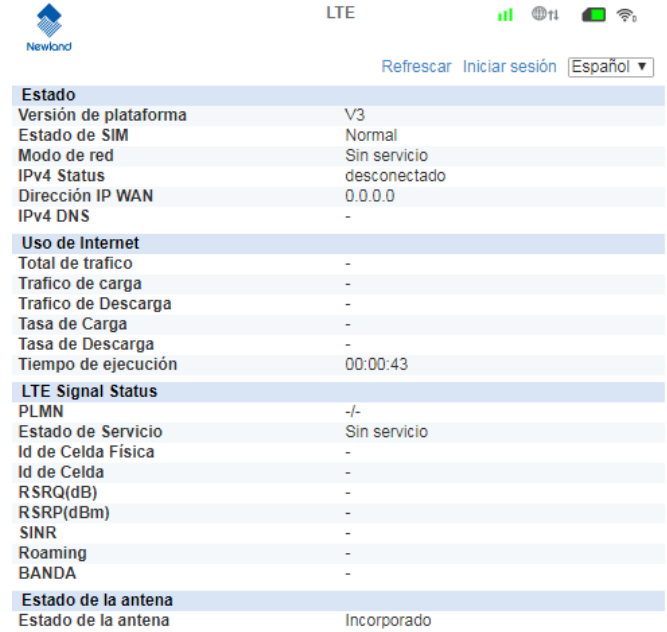 LTE
Newland
Refrescar Iniciar sesión Español ▼
Estado
Versión de plataforma V3
Estado de SIM Normal
Modo de red Sin servicio
IPv4 Status desconectado
Dirección IP WAN 0.0.0.0
IPv4 DNS -
Uso de Internet
Total de trafico -
Trafico de carga -
Trafico de Descarga -
Tasa de Carga -
Tasa de Descarga -
Tiempo de ejecución 00:00:43
LTE Signal Status
PLMN -/-
Estado de Servicio Sin servicio
Id de Celda Física -
Id de Celda -
RSRQ(dB) -
RSRP(dBm) -
SINR -
Roaming -
BANDA -
Estado de la antena
Estado de la antena Incorporado